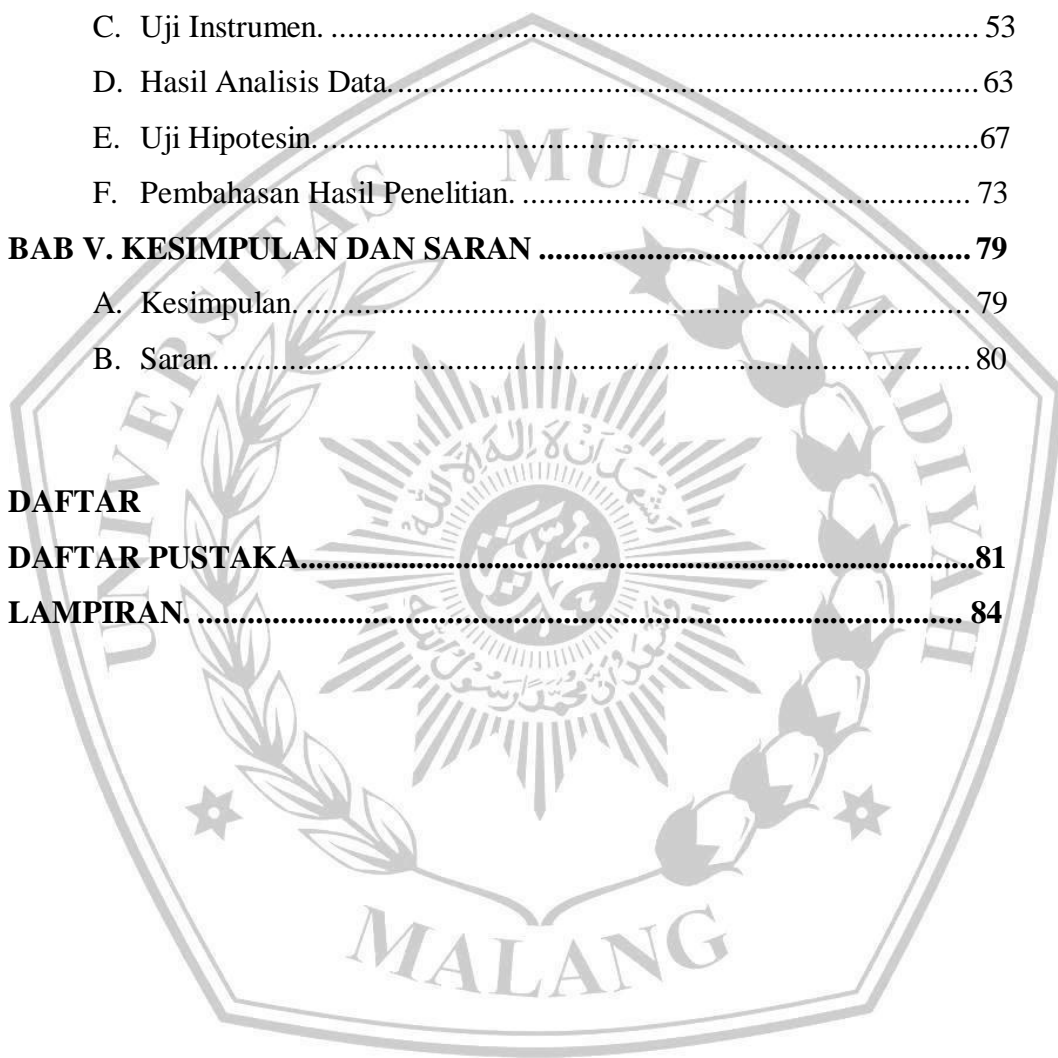 C. Uji Instrumen. .................................................................................. 53
D. Hasil Analisis Data. ........................................................................ 63
E. Uji Hipotesin. ..................................................................................67
F. Pembahasan Hasil Penelitian. ........................................................ 73
BAB V. KESIMPULAN DAN SARAN ..................................................... 79
A. Kesimpulan. .................................................................................... 79
B. Saran. ............................................................................................... 80
DAFTAR
DAFTAR PUSTAKA...................................................................................81
LAMPIRAN. .............................................................................................. 84
UNIVERSITAS MUHAMMADIYAH
MALANG